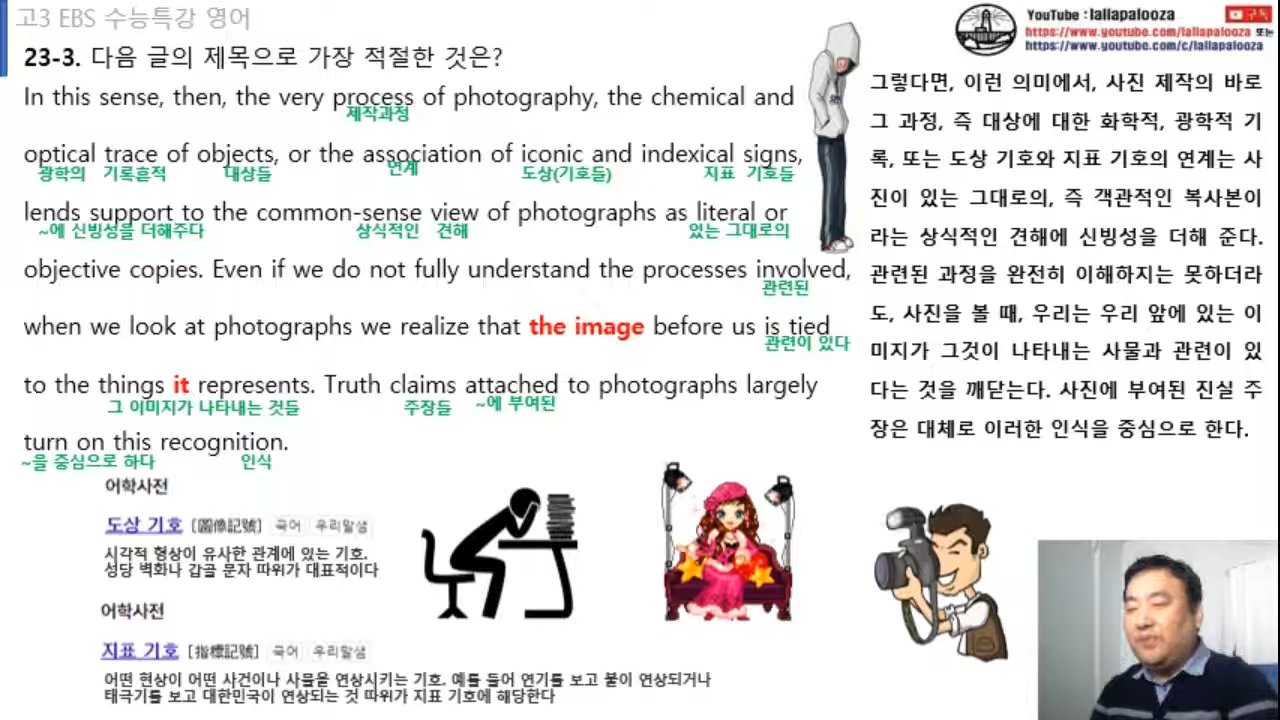 고3 EBS 수능특강 영어
23-3. 다음 글의 제목으로 가장 적절한 것은?
In this sense, then, the very process of photography, the chemical and
제작과정
optical trace of objects, or the association of iconic and indexical signs,
광학의 기록흔적 대상들 연계 도상(기호들) 지표 기호들
lends support to the common-sense view of photographs as literal or
~에 신빙성을 더해주다 상식적인 견해 있는 그대로의
objective copies. Even if we do not fully understand the processes involved,
관련된
when we look at photographs we realize that the image before us is tied
관련이 있다
to the things it represents. Truth claims attached to photographs largely
그 이미지가 나타내는 것들 주장들 ~에 부여된
turn on this recognition.
~을 중심으로 하다 인식
어학사전
도상 기호 [圖像記號] 국어 우리말샘
시각적 형상이 유사한 관계에 있는 기호.
성당 벽화나 갑골 문자 따위가 대표적이다
어학사전
지표 기호 [指標記號] 국어 우리말샘
어떤 현상이 어떤 사건이나 사물을 연상시키는 기호. 예를 들어 연기를 보고 불이 연상되거나
태극기를 보고 대한민국이 연상되는 것 따위가 지표 기호에 해당한다
YouTube : lallapalooza
구독
https://www.youtube.com/lallapalooza 또는
https://www.youtube.com/c/lallapalooza
그렇다면, 이런 의미에서, 사진 제작의 바로
그 과정, 즉 대상에 대한 화학적, 광학적 기
록, 또는 도상 기호와 지표 기호의 연계는 사
진이 있는 그대로의, 즉 객관적인 복사본이
라는 상식적인 견해에 신빙성을 더해 준다.
관련된 과정을 완전히 이해하지는 못하더라
도, 사진을 볼 때, 우리는 우리 앞에 있는 이
미지가 그것이 나타내는 사물과 관련이 있
다는 것을 깨닫는다. 사진에 부여된 진실 주
장은 대체로 이러한 인식을 중심으로 한다.